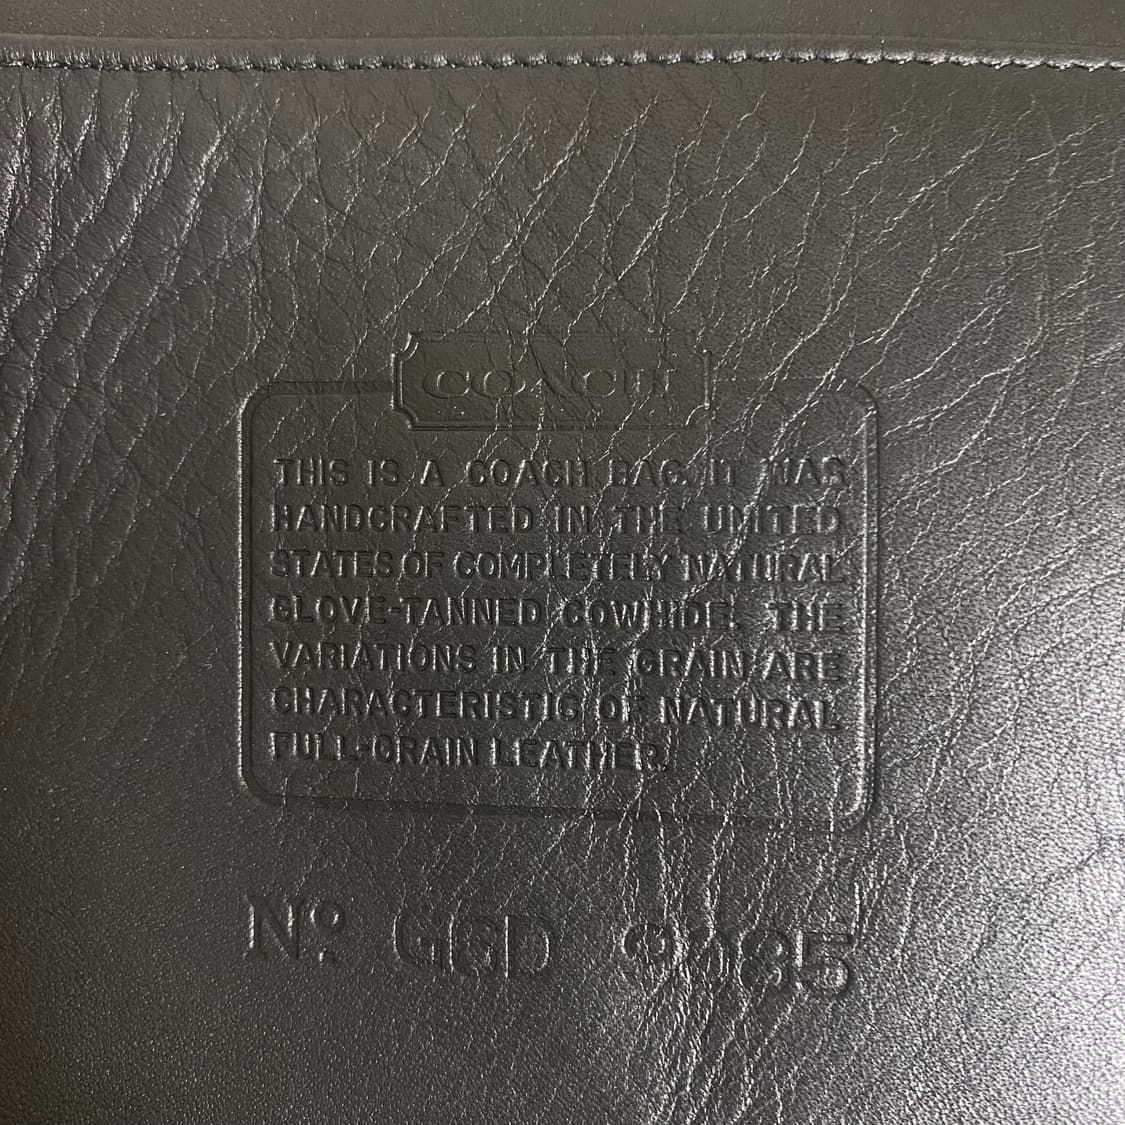 COACH
THIS IS A COACH BAG. IT WAS
HANDCRAFTED IN THE UNITED
STATES OF COMPLETELY NATURAL
GLOVE-TANNED COWHIDE. THE
VARIATIONS IN THE GRAIN ARE
CHARACTERISTIC OF NATURAL
FULL-GRAIN LEATHER.
Nº